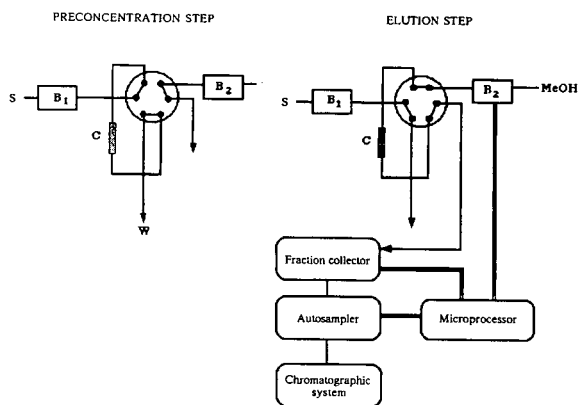 PRECONCENTRATION STEP
ELUTION STEP
S
B1
B2
C
W
S
B1
B2
MeOH
C
Fraction collector
Autosampler
Microprocessor
Chromatographic
system